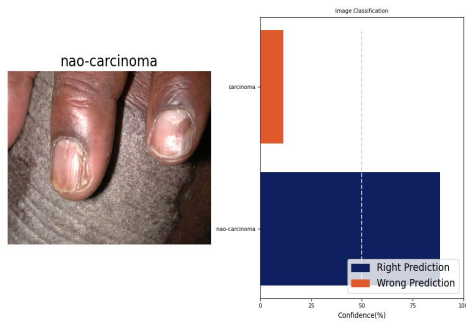 nao-carcinoma
Image Classification
carcinoma
nao-carcinoma
Right Prediction
Wrong Prediction
0
25
50
75
Confidence(%)